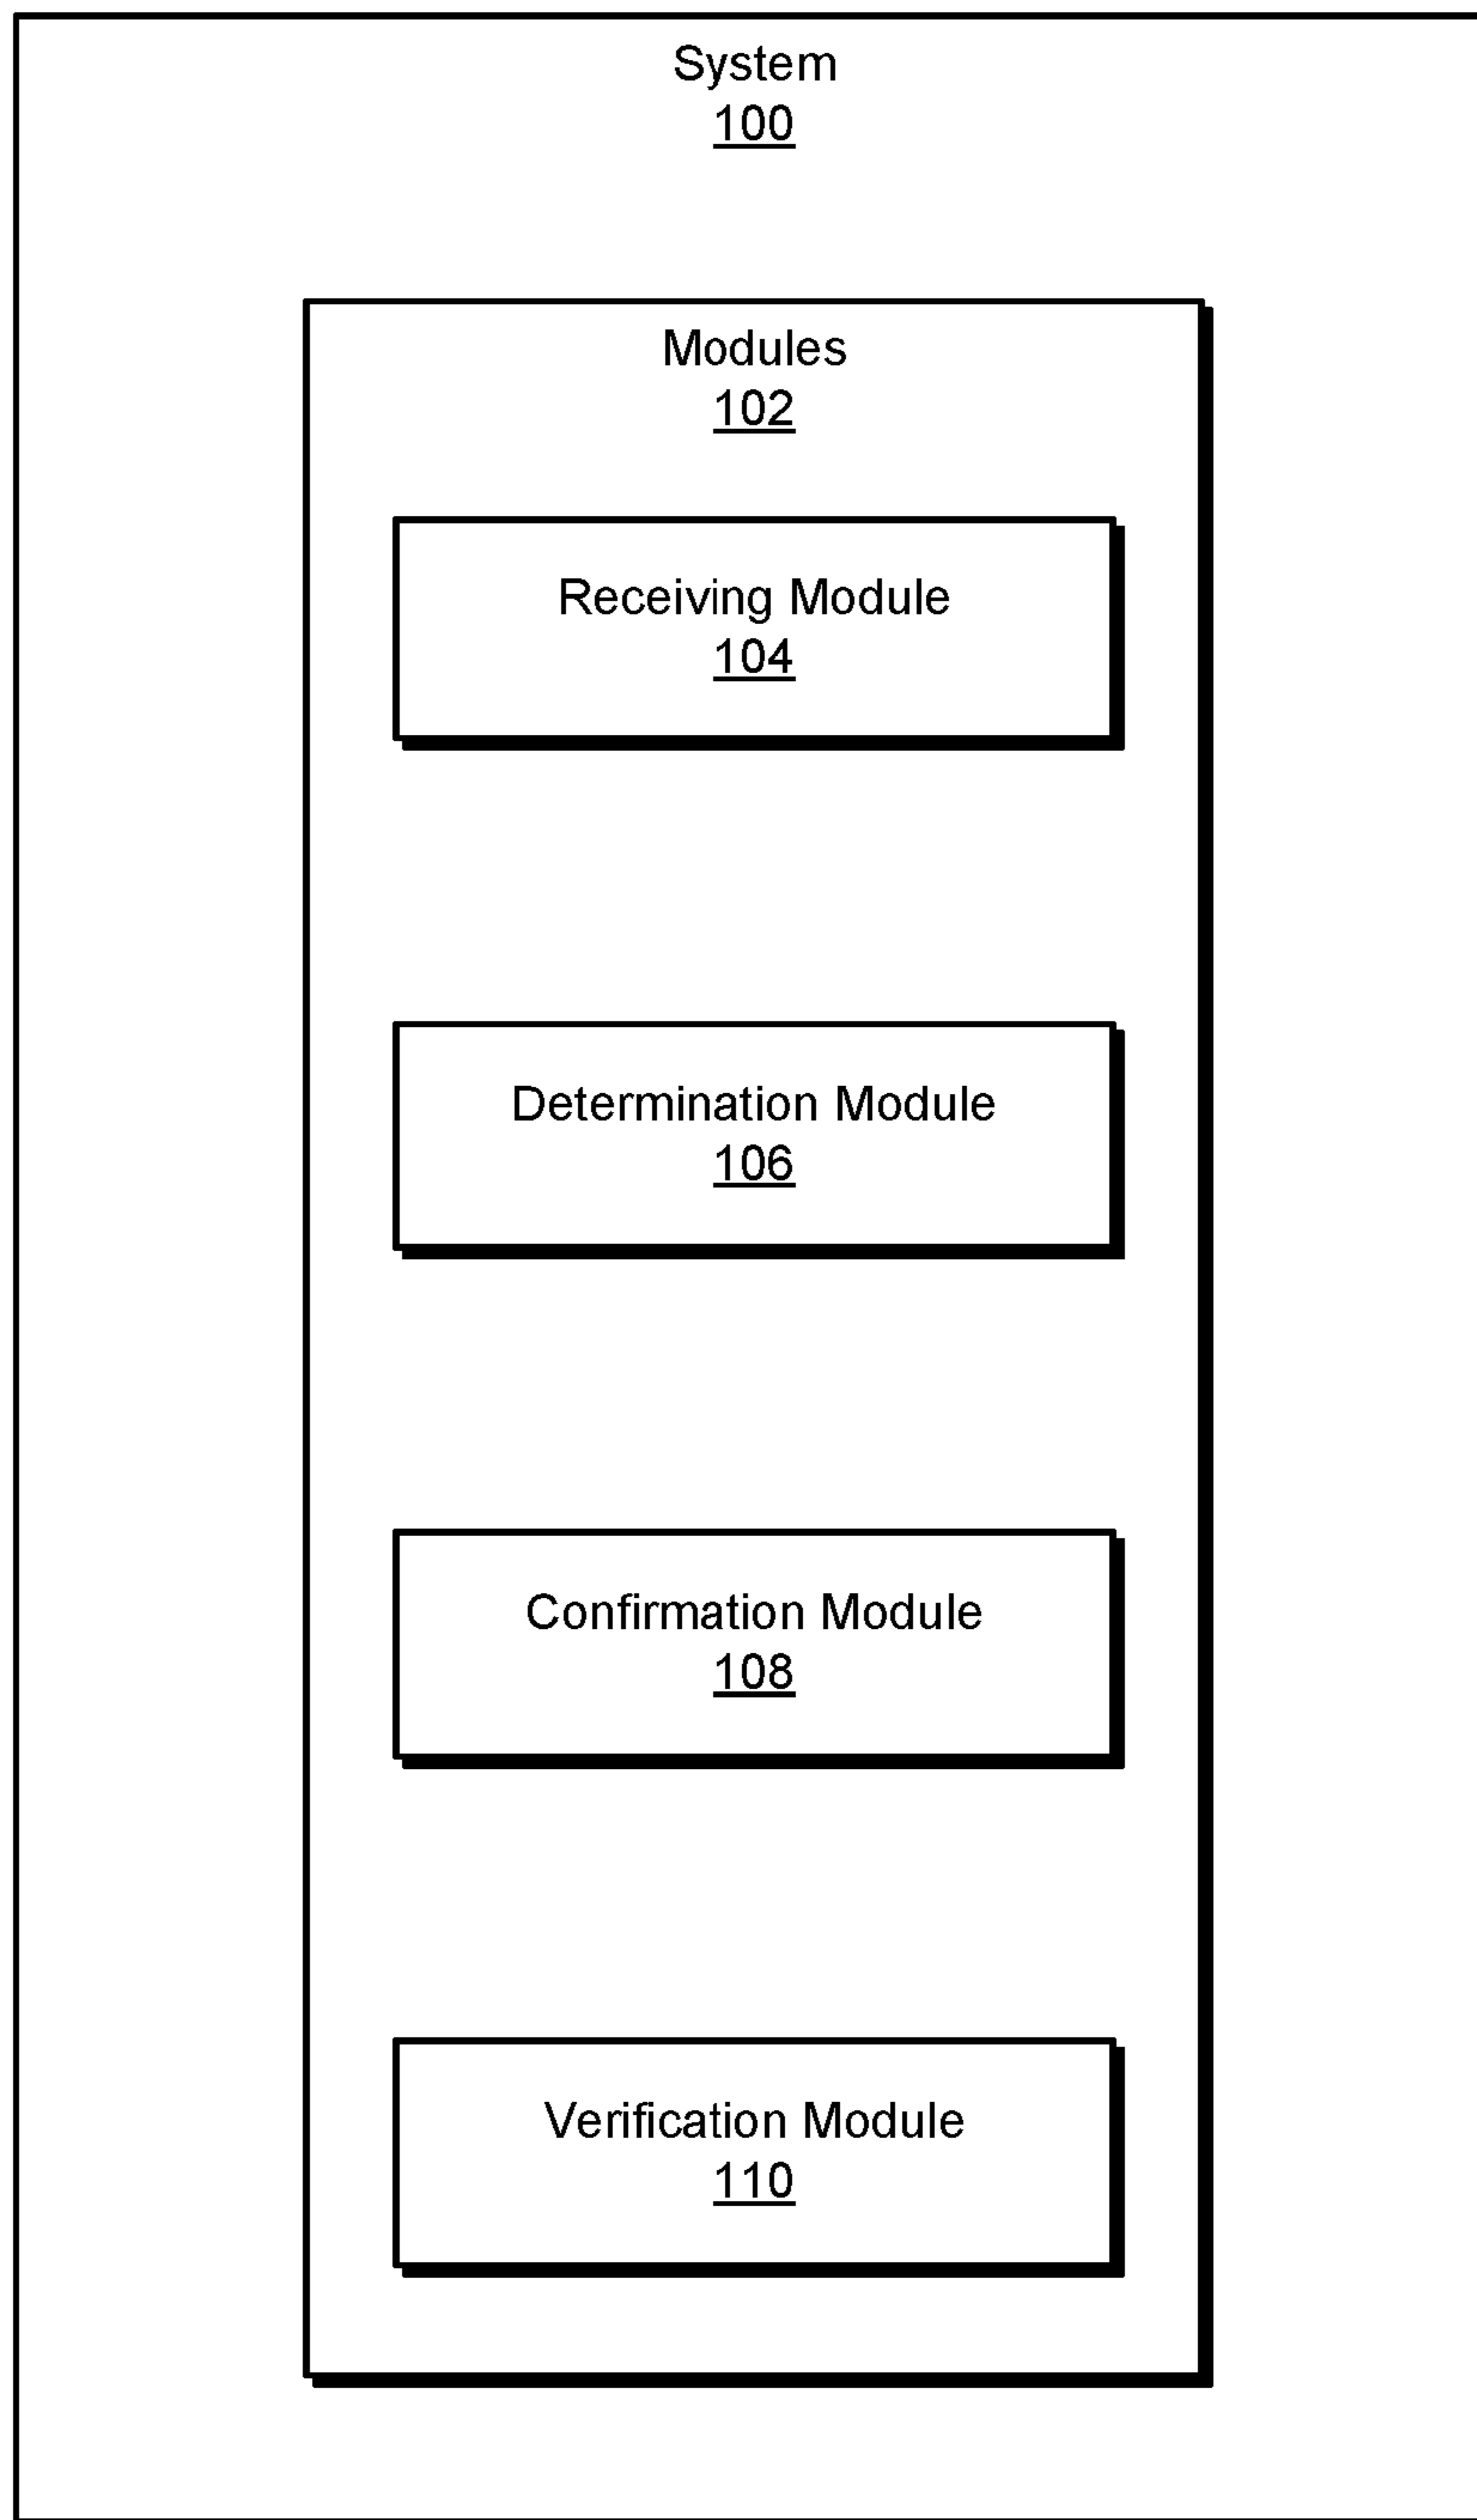 System
100
Modules
102
Receiving Module
104
Determination Module
106
Confirmation Module
108
Verification Module
110